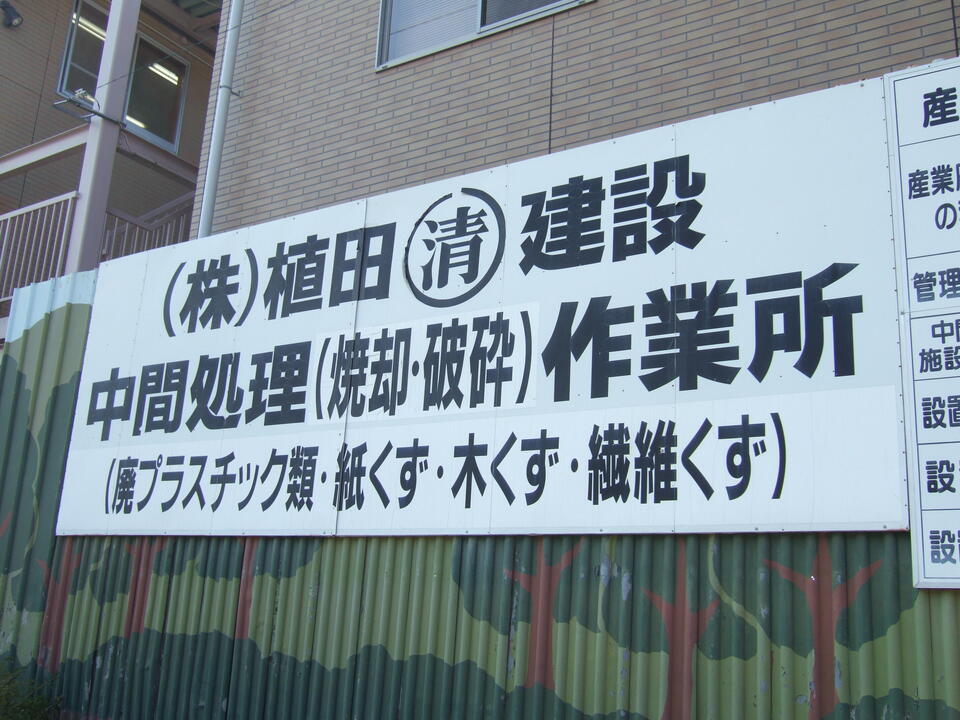 (株)植田清建設
中間処理(焼却・破砕)作業所
(廃プラスチック類・紙くず・木くず・繊維くず)
産
産業
の
管理
中間
施設
設置
設
設